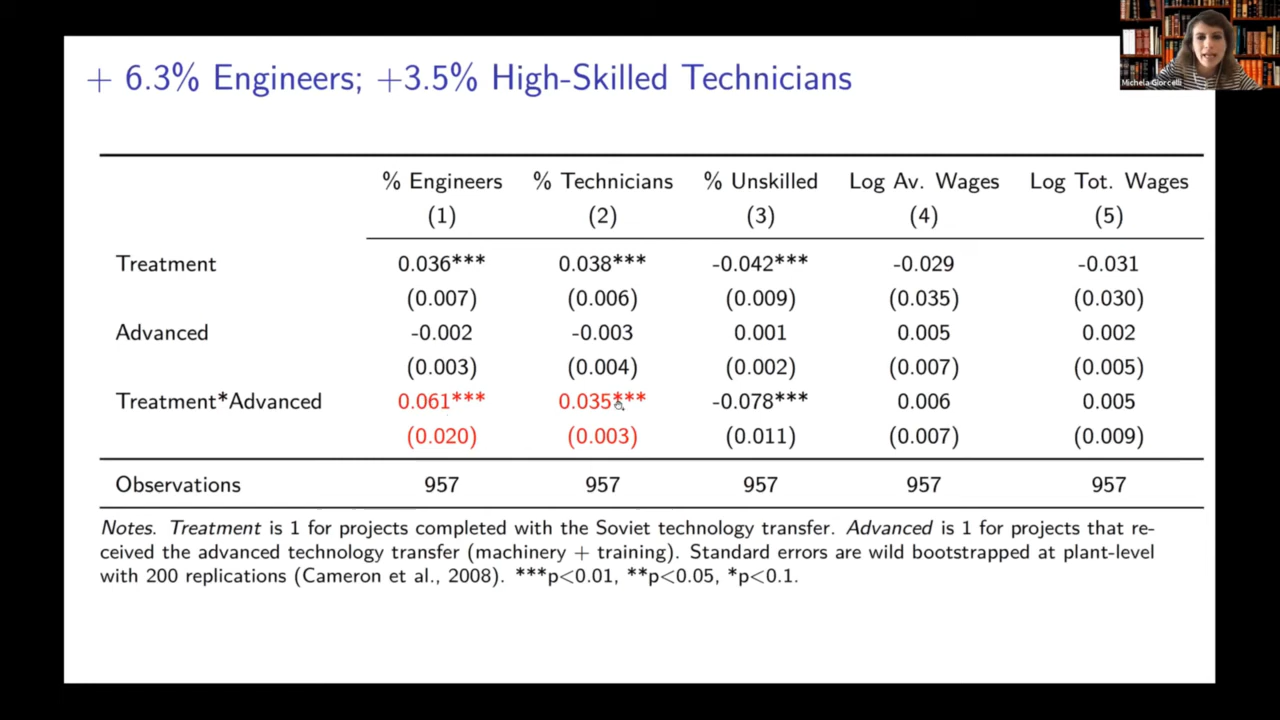 + 6.3% Engineers; +3.5% High-Skilled Technicians
Michela Giorcelli
% Engineers % Technicians % Unskilled Log Av. Wages Log Tot. Wages
(1) (2) (3) (4) (5)
Treatment 0.036*** 0.038*** -0.042*** -0.029 -0.031
(0.007) (0.006) (0.009) (0.035) (0.030)
Advanced -0.002 -0.003 0.001 0.005 0.002
(0.003) (0.004) (0.002) (0.007) (0.005)
Treatment*Advanced 0.061*** 0.035*** -0.078*** 0.006 0.005
(0.020) (0.003) (0.011) (0.007) (0.009)
Observations 957 957 957 957 957
Notes. Treatment is 1 for projects completed with the Soviet technology transfer. Advanced is 1 for projects that re-
ceived the advanced technology transfer (machinery + training). Standard errors are wild bootstrapped at plant-level
with 200 replications (Cameron et al., 2008). ***p<0.01, **p<0.05, *p<0.1.